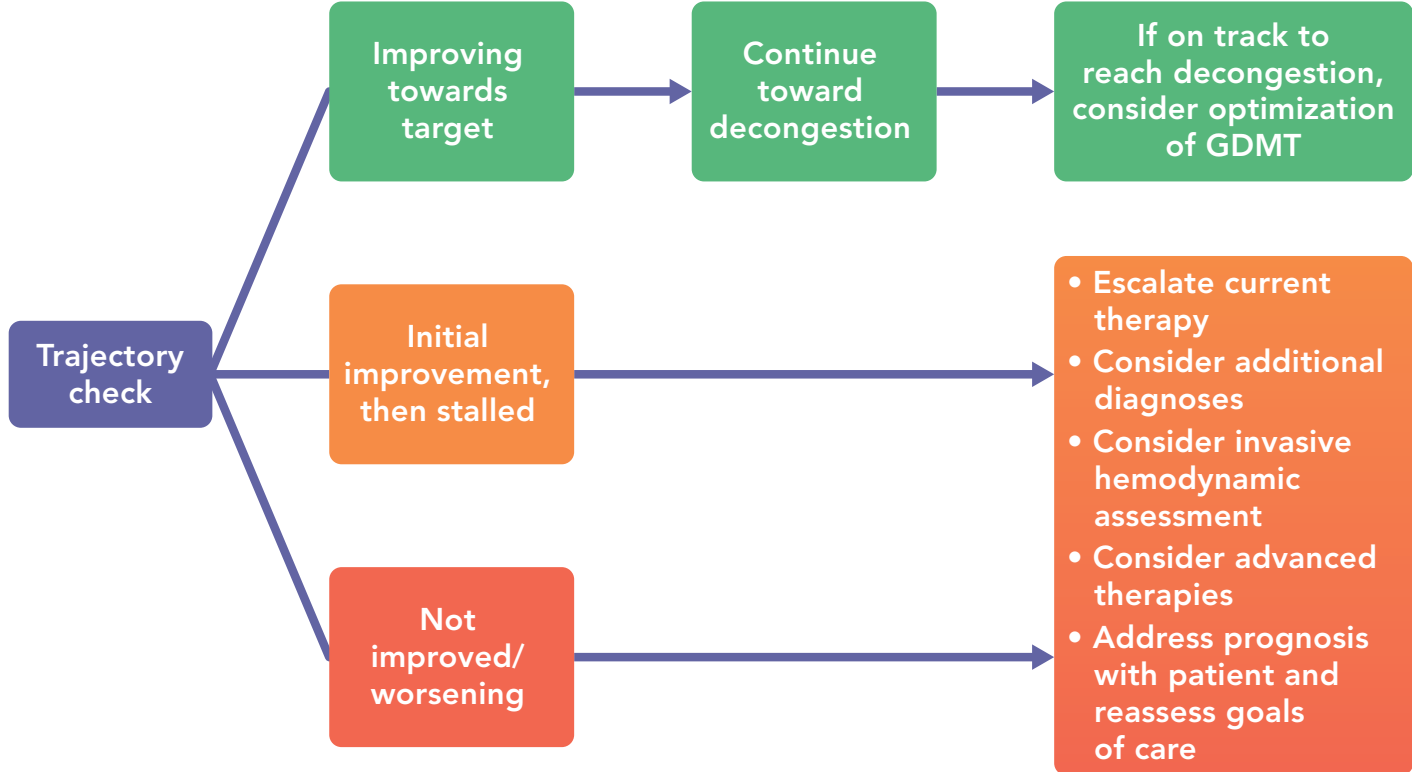 Improving
towards
target
Continue
toward
decongestion
If on track to
reach decongestion,
consider optimization
of GDMT
Trajectory
check
Initial
improvement,
then stalled
Not
improved/
worsening
• Escalate current
therapy
• Consider additional
diagnoses
• Consider invasive
hemodynamic
assessment
• Consider advanced
therapies
• Address prognosis
with patient and
reassess goals
of care